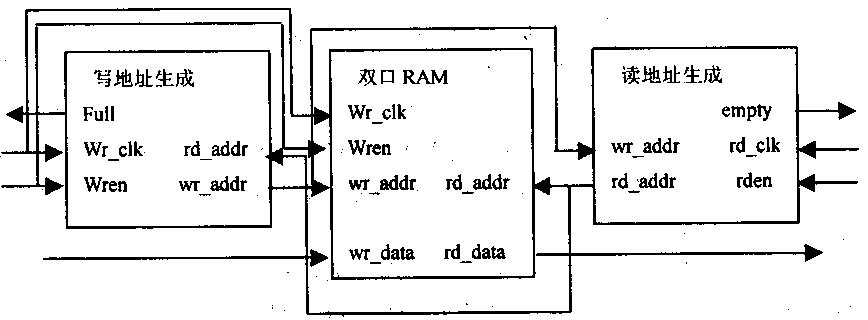 写地址生成
Full
Wr_clk rd_addr
Wren wr_addr
双口 RAM
Wr_clk
Wren
wr_addr rd_addr
wr_data rd_data
读地址生成
empty
wr_addr rd_clk
rd_addr rden